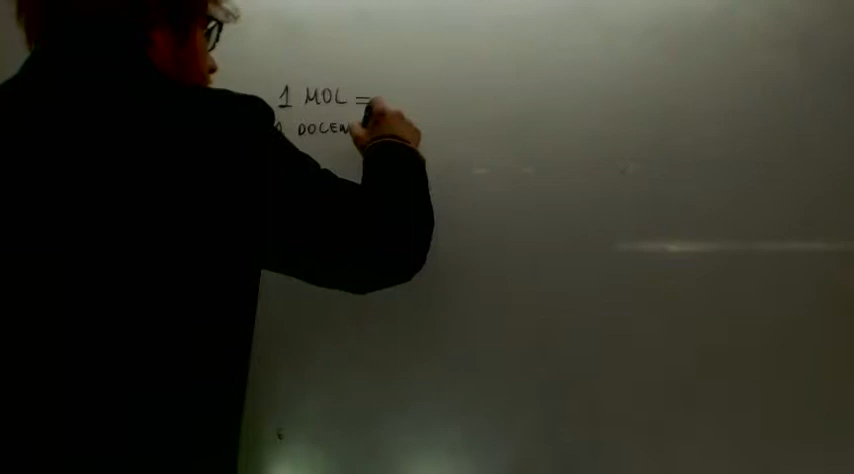 1 MOL =
DOCEN